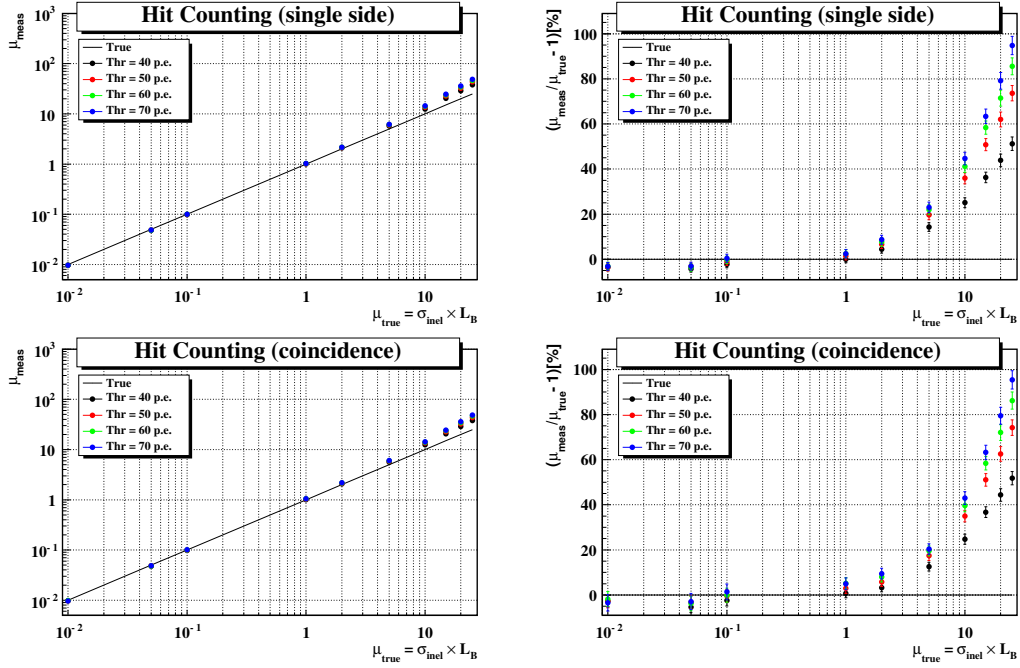 Hit Counting (single side)
μmeas
10³
10²
10
1
10⁻¹
10⁻²
True
Thr = 40 p.e.
Thr = 50 p.e.
Thr = 60 p.e.
Thr = 70 p.e.
10⁻² 10⁻¹ 1 10
μtrue = σinel × LB
Hit Counting (single side)
(μmeas/μtrue - 1)[%]
100
80
60
40
20
0
True
Thr = 40 p.e.
Thr = 50 p.e.
Thr = 60 p.e.
Thr = 70 p.e.
10⁻² 10⁻¹ 1 10
μtrue = σinel × LB
Hit Counting (coincidence)
μmeas
10³
10²
10
1
10⁻¹
10⁻²
True
Thr = 40 p.e.
Thr = 50 p.e.
Thr = 60 p.e.
Thr = 70 p.e.
10⁻² 10⁻¹ 1 10
μtrue = σinel × LB
Hit Counting (coincidence)
(μmeas/μtrue - 1)[%]
100
80
60
40
20
0
True
Thr = 40 p.e.
Thr = 50 p.e.
Thr = 60 p.e.
Thr = 70 p.e.
10⁻² 10⁻¹ 1 10
μtrue = σinel × LB